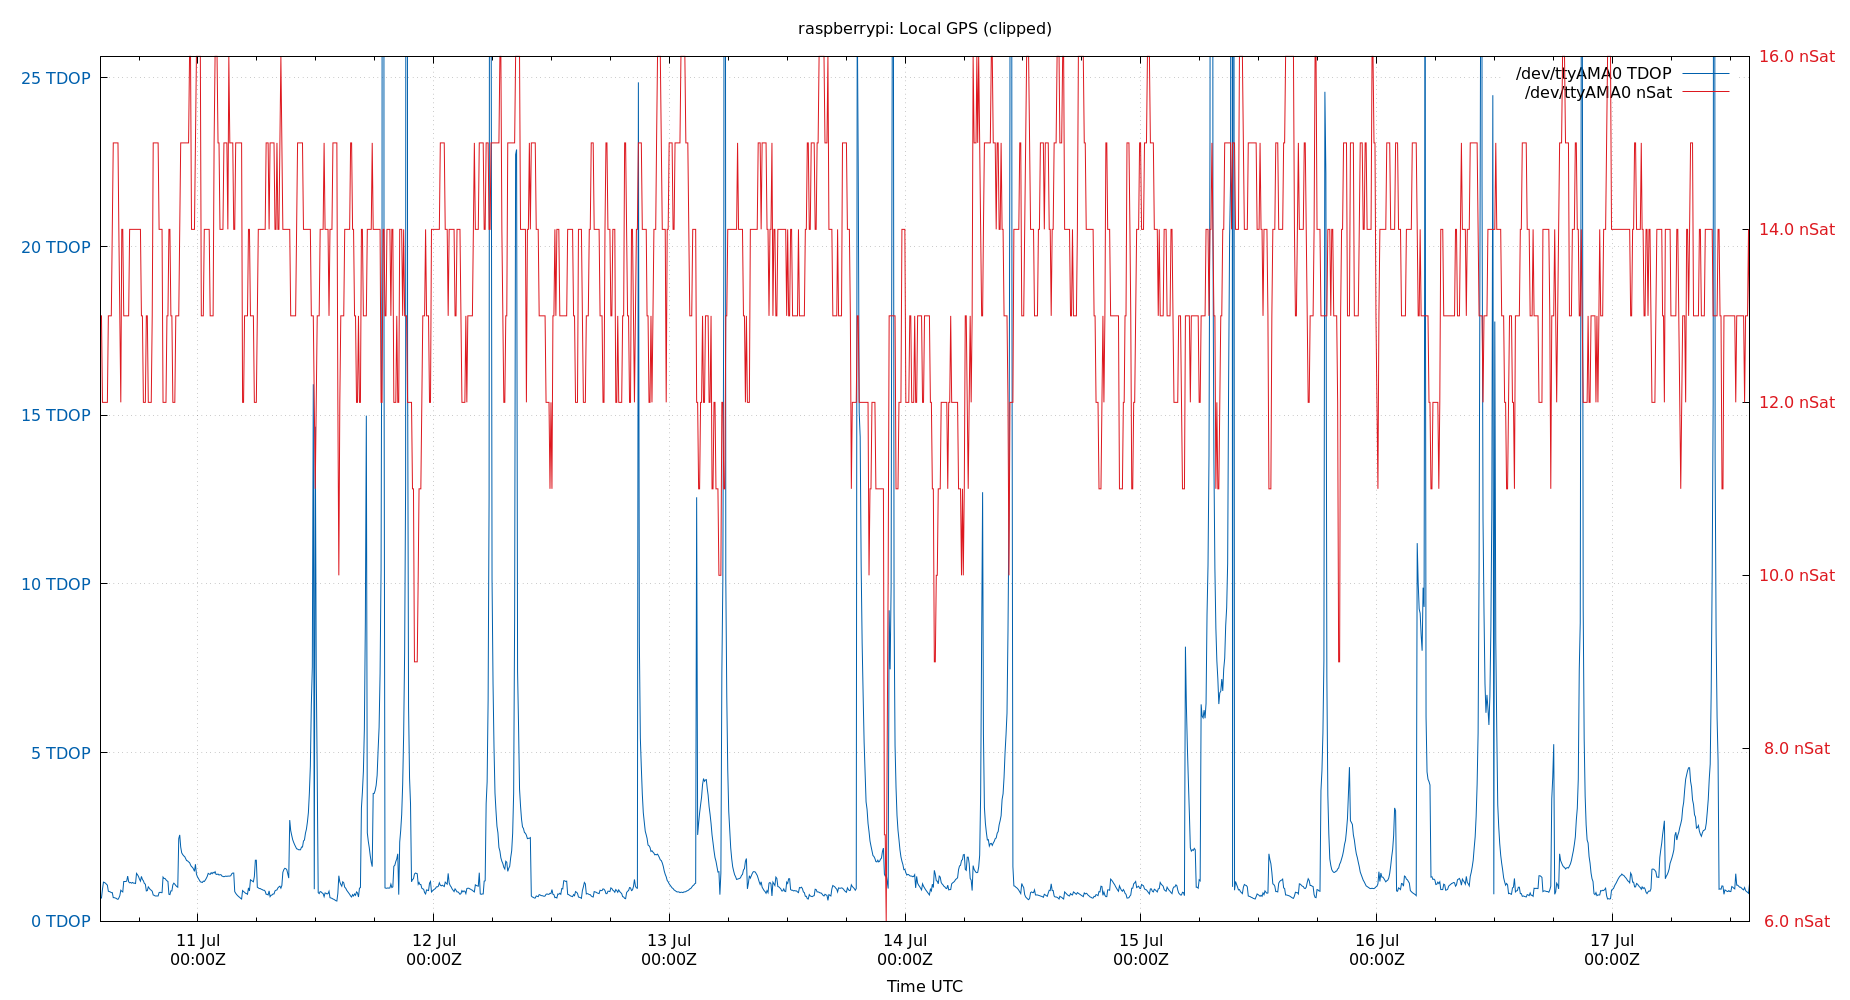 raspberrypi: Local GPS (clipped)
/dev/ttyAMA0 TDOP
/dev/ttyAMA0 nSat
25 TDOP
20 TDOP
15 TDOP
10 TDOP
5 TDOP
0 TDOP
16.0 nSat
14.0 nSat
12.0 nSat
10.0 nSat
8.0 nSat
6.0 nSat
11 Jul
00:00Z
12 Jul
00:00Z
13 Jul
00:00Z
14 Jul
00:00Z
15 Jul
00:00Z
16 Jul
00:00Z
17 Jul
00:00Z
Time UTC